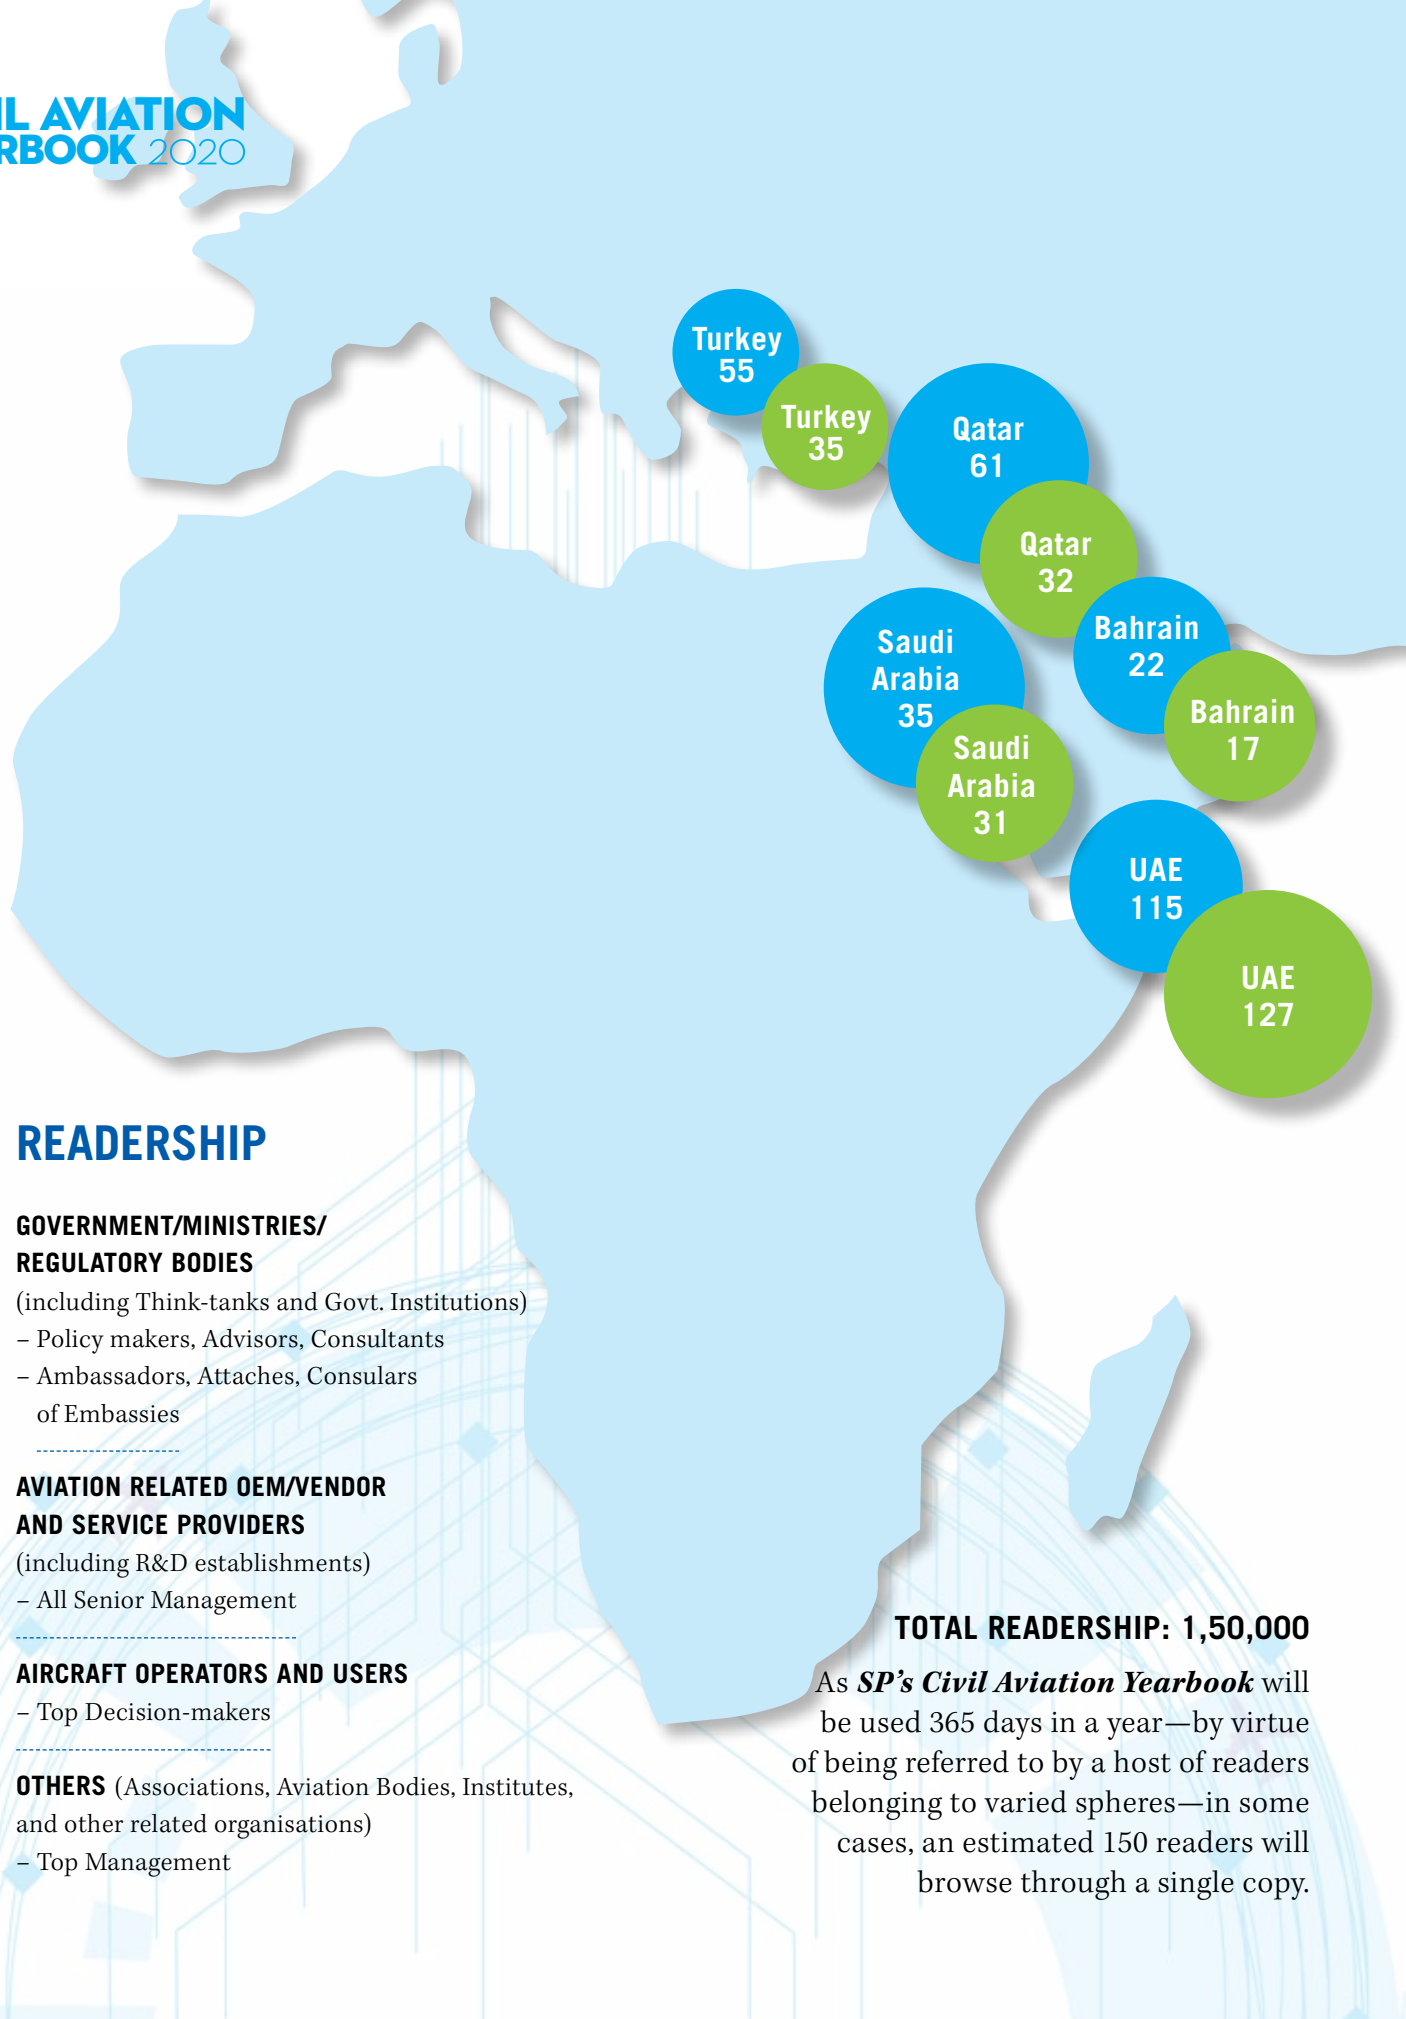 IL AVIATION
RBOOK 2020
Turkey
55
Turkey
35
Qatar
61
Qatar
32
Bahrain
22
Bahrain
17
Saudi
Arabia
35
Saudi
Arabia
31
UAE
115
UAE
127
READERSHIP
GOVERNMENT/MINISTRIES/
REGULATORY BODIES
(including Think-tanks and Govt. Institutions)
– Policy makers, Advisors, Consultants
– Ambassadors, Attaches, Consulars
of Embassies
AVIATION RELATED OEM/VENDOR
AND SERVICE PROVIDERS
(including R&D establishments)
– All Senior Management
AIRCRAFT OPERATORS AND USERS
– Top Decision-makers
OTHERS (Associations, Aviation Bodies, Institutes,
and other related organisations)
– Top Management
TOTAL READERSHIP: 1,50,000
As SP's Civil Aviation Yearbook will
be used 365 days in a year—by virtue
of being referred to by a host of readers
belonging to varied spheres—in some
cases, an estimated 150 readers will
browse through a single copy.